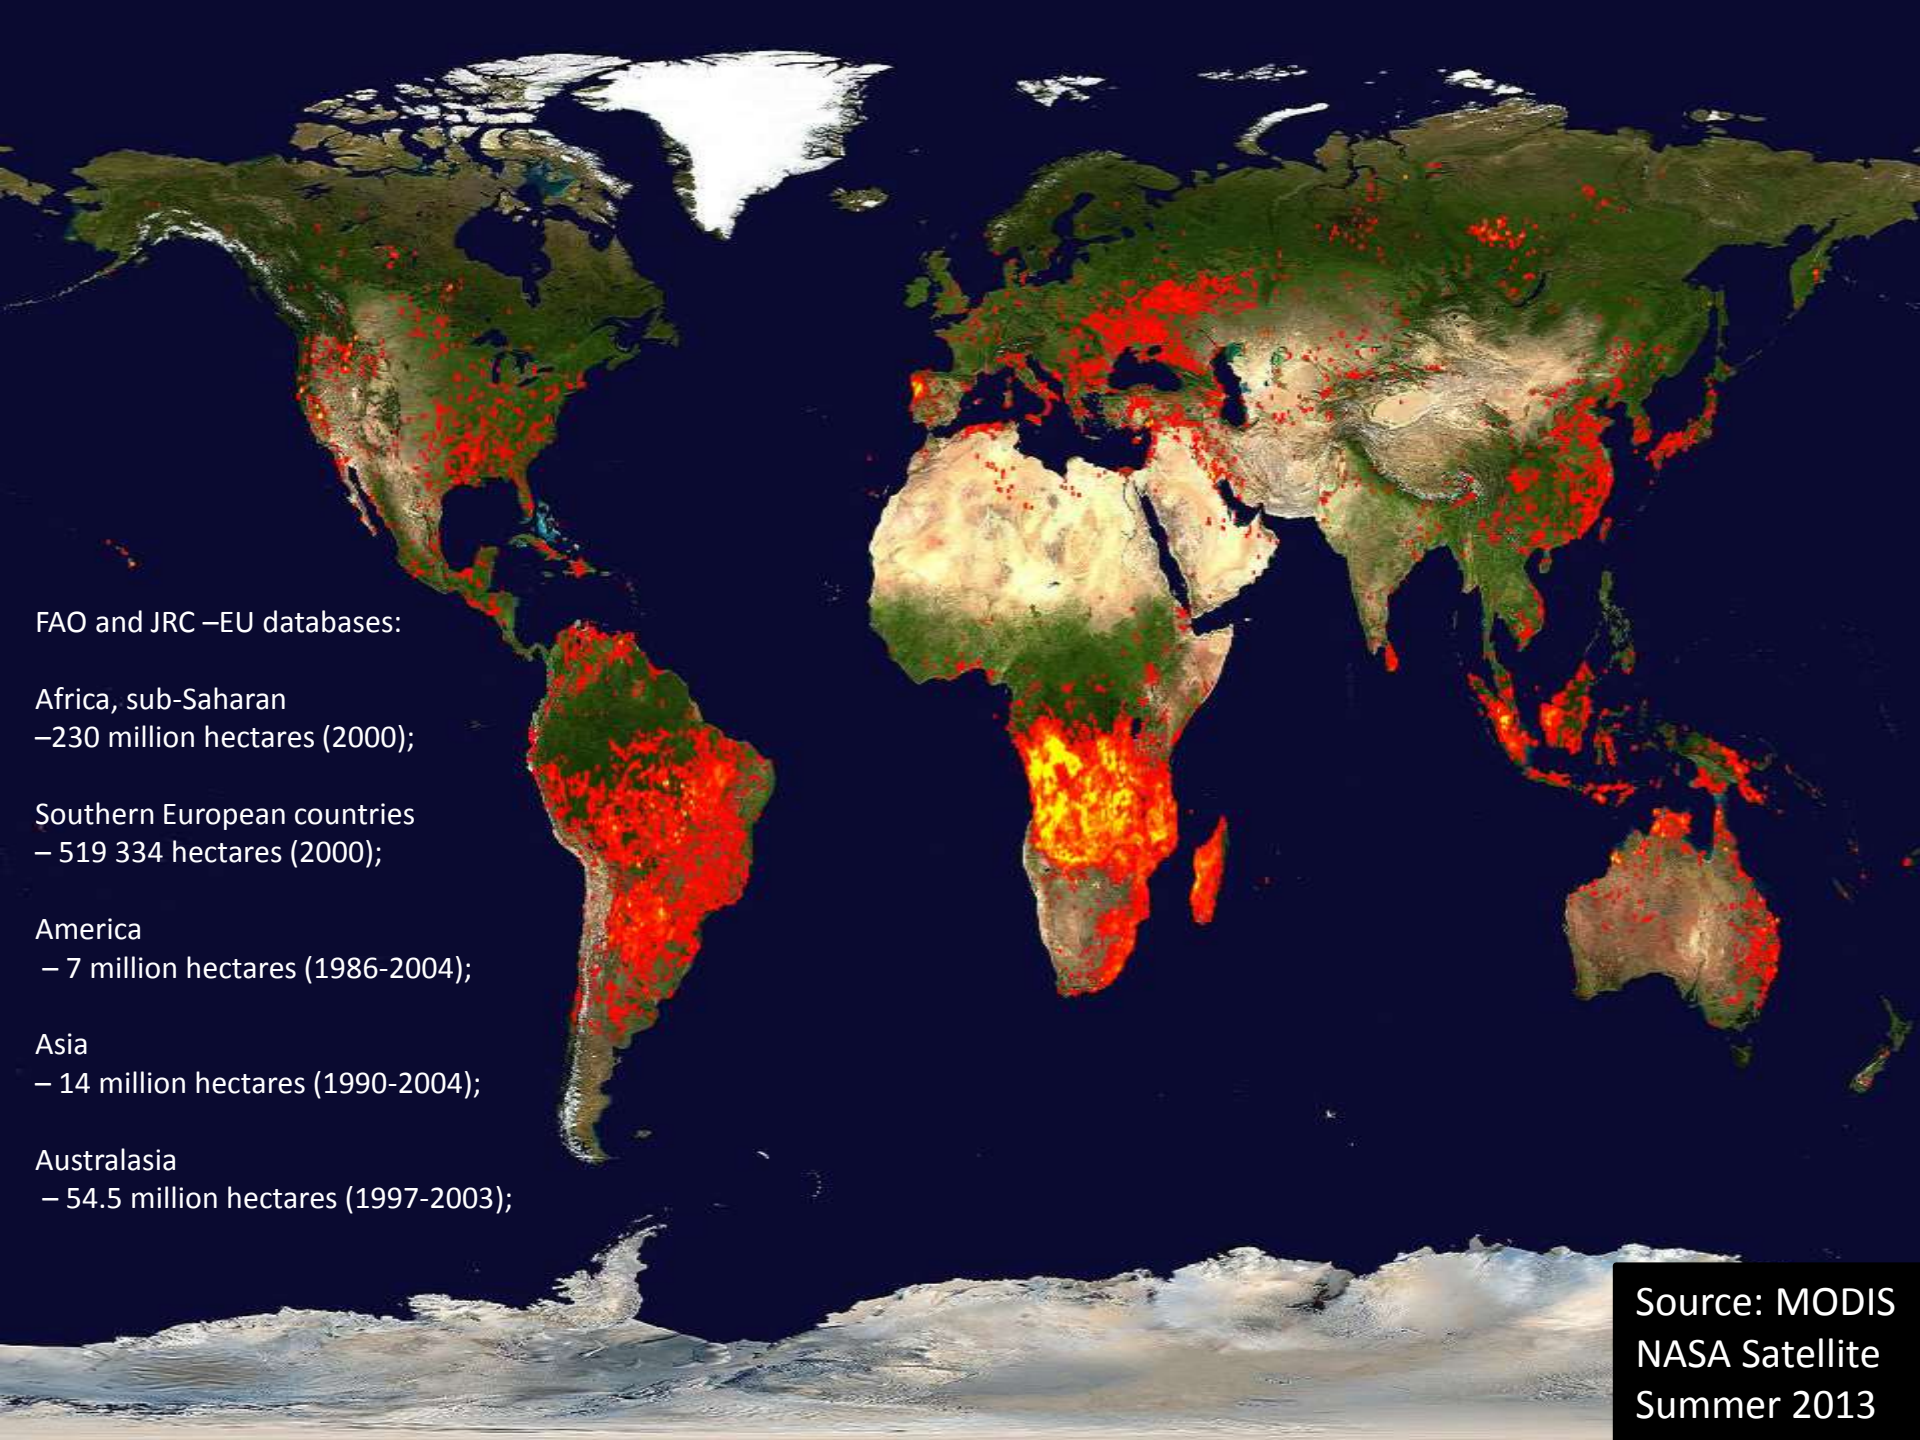 FAO and JRC –EU databases:
Africa, sub-Saharan
–230 million hectares (2000);
Southern European countries
– 519 334 hectares (2000);
America
– 7 million hectares (1986-2004);
Asia
– 14 million hectares (1990-2004);
Australasia
– 54.5 million hectares (1997-2003);
Source: MODIS
NASA Satellite
Summer 2013